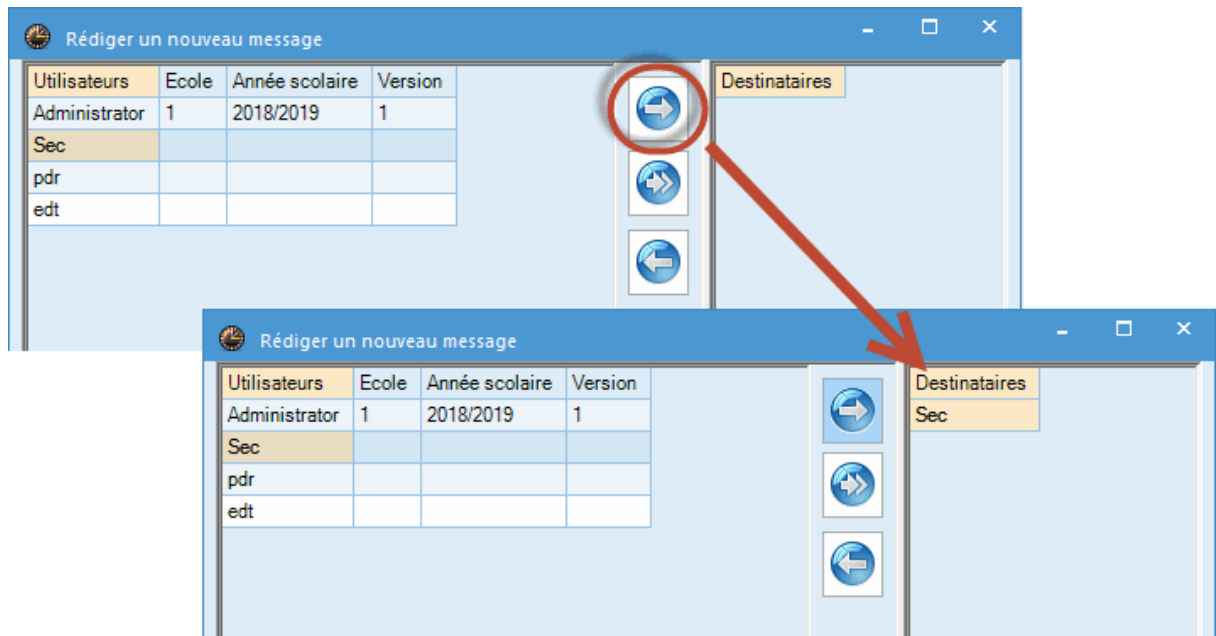 Rédiger un nouveau message
Utilisateurs Ecole Année scolaire Version
Administrator 1 2018/2019 1
Sec
pdr
edt
Destinataires
Rédiger un nouveau message
Utilisateurs Ecole Année scolaire Version
Administrator 1 2018/2019 1
Sec
pdr
edt
Destinataires
Sec